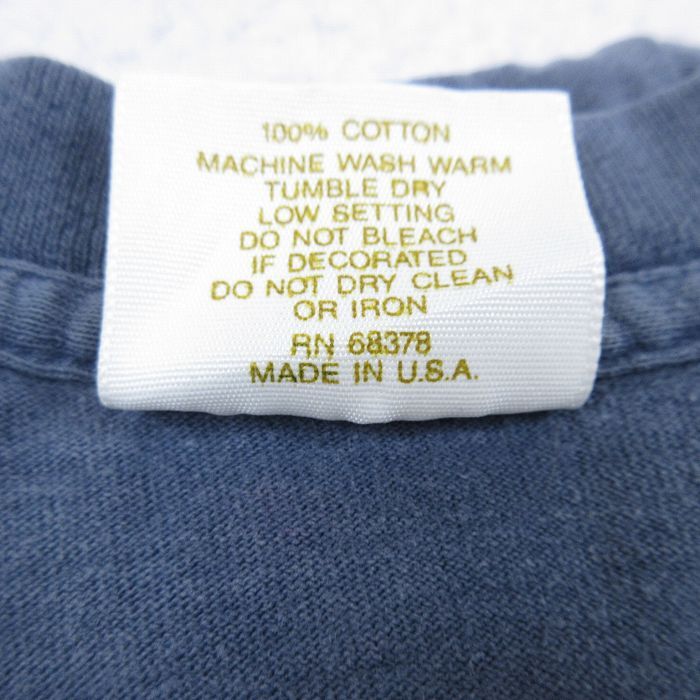 100% COTTON
MACHINE WASH WARM
TUMBLE DRY
LOW SETTING
DO NOT BLEACH
IF DECORATED
DO NOT DRY CLEAN
OR IRON
RN 68378
MADE IN U.S.A.